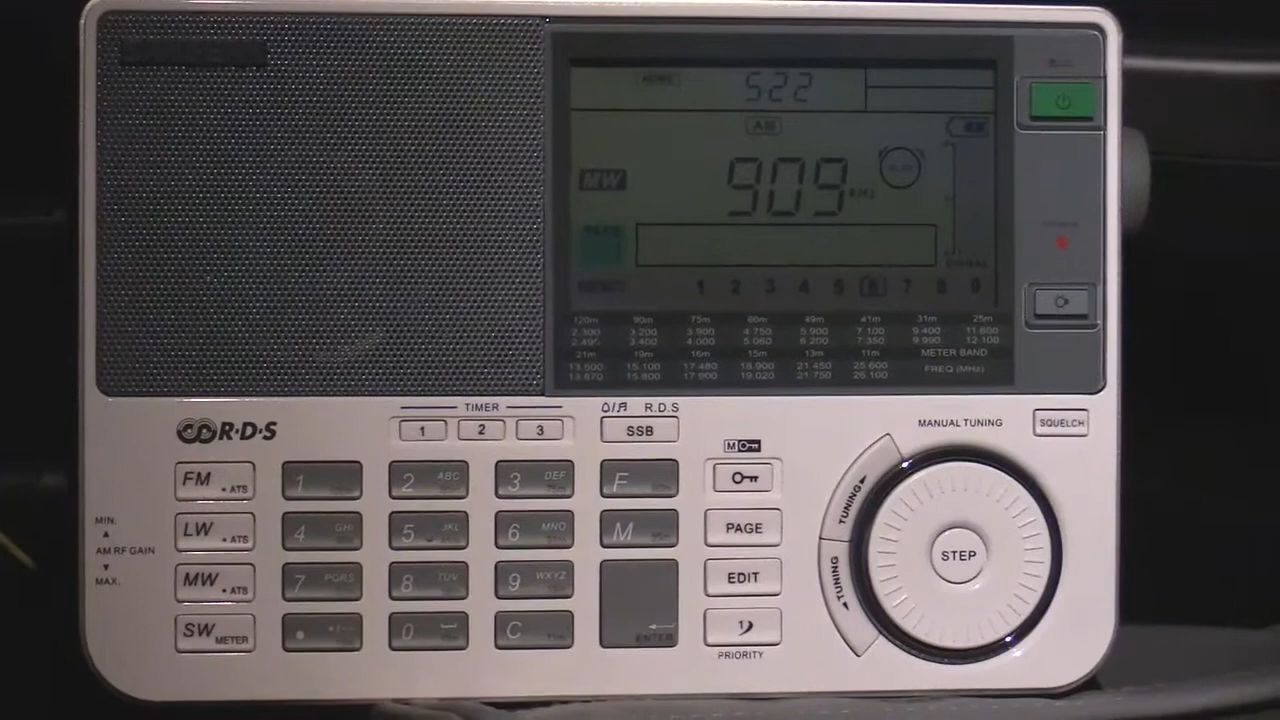 522
AM
MW
909
1 2 3 4 5 6 7 8 9
120m 90m 75m 60m 49m 41m 31m 25m
2.300 3.200 3.900 4.750 5.900 7.100 9.400 11.600
2.495 3.400 4.000 5.060 6.200 7.350 9.990 12.100
21m 19m 16m 15m 13m 11m METER BAND
13.500 15.100 17.480 18.900 21.450 25.600 FREQ (MHz)
13.870 15.800 17.900 19.020 21.750 26.100
TIMER
R.D.S
R·D·S
1 2 3
SSB
MANUAL TUNING
SQUELCH
M
FM • ATS
1
2 ABC
3 DEF
F
TUNING
LW • ATS
4 GHI
5 JKL
6 MNO
M
PAGE
STEP
MIN.
AM RF GAIN
MAX.
MW • ATS
7 PQRS
8 TUV
9 WXYZ
EDIT
TUNING
SW METER
0
C
ENTER
PRIORITY